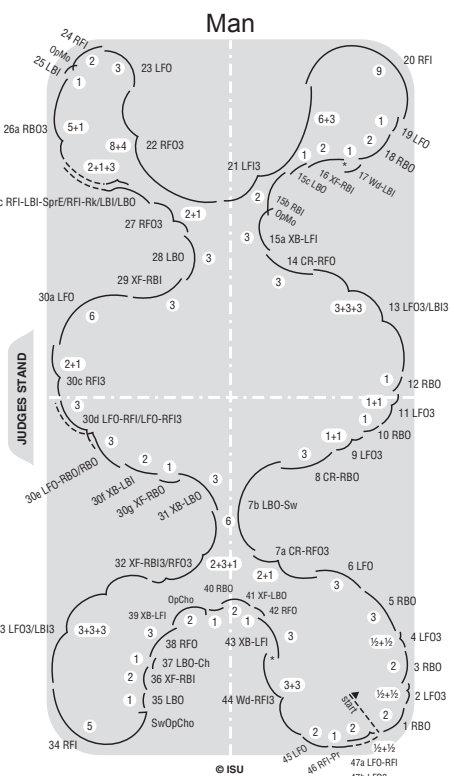 Man
24 RFI
OpMo
25 LBI
2
3
1
23 LFO
26a RBO3
5+1
8+4
2+1+3
22 RFO3
c RFI-LBI-SprE/RFI-Rk/LBI/LBO
27 RFO3
2+1
28 LBO
3
29 XF-RBI
3
30a LFO
6
2+1
30c RFI3
3
30d LFO-RFI/LFO-RFI3
3
30e LFO-RBO/RBO
2
30f XB-LBI
1
30g XF-RBO
3
31 XB-LBO
6
JUDGES STAND
20 RFI
9
6+3
1
19 LFO
2
18 RBO
1
17 Wd-LBI
*
2
16 XF-RBI
1
15c LBO
21 LFI3
2
15b RBI
OpMo
3
15a XB-LFI
14 CR-RFO
3
3+3+3
13 LFO3/LBI3
1
12 RBO
1+1
11 LFO3
1
10 RBO
1+1
9 LFO3
3
8 CR-RBO
7b LBO-Sw
7a CR-RFO3
2+1
6 LFO
3
5 RBO
3
4 LFO3
½+½
3 RBO
2
2 LFO3
½+½
start
2
1 RBO
2
½+½
47a LFO-RFI
32 XF-RBI3/RFO3
2+3+1
3 LFO3/LBI3
3+3+3
34 RFI
5
SwOpCho
35 LBO
1
36 XF-RBI
2
37 LBO-Ch
1
38 RFO
3
39 XB-LFI
2
OpCho
1
40 RBO
2
41 XF-LBO
1
42 RFO
3
43 XB-LFI
*
3+3
44 Wd-RFI3
2
45 LFO
1
46 RFI-Pr
© ISU